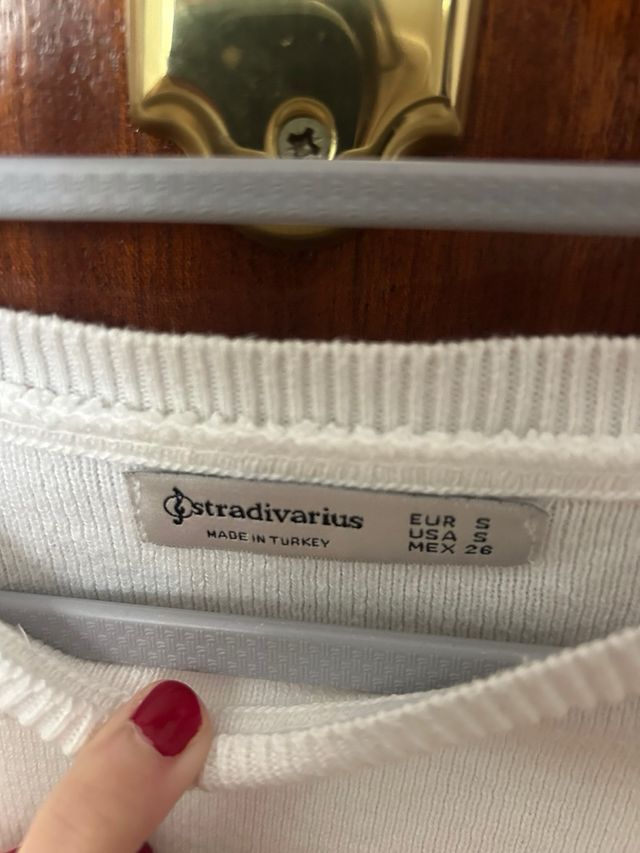 stradivarius
MADE IN TURKEY
EUR S
USA S
MEX 26